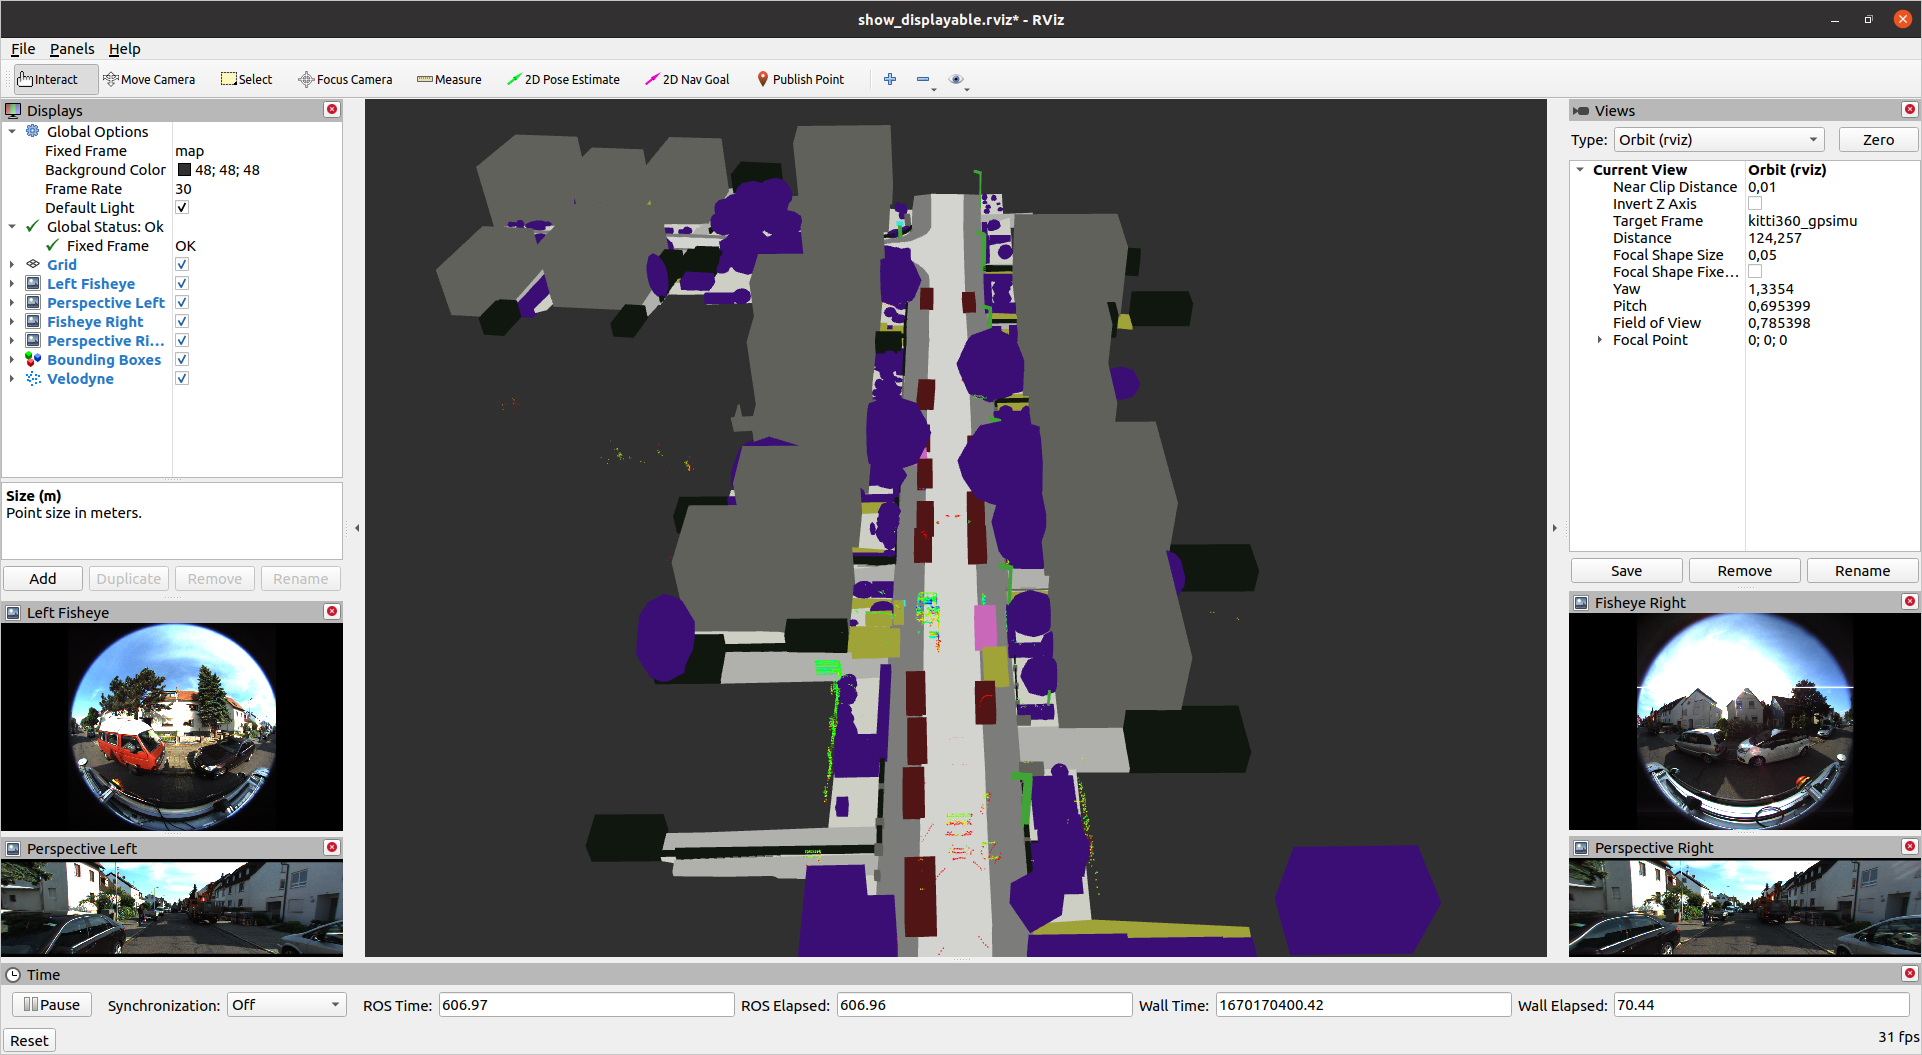 show_displayable.rviz* - RViz
File Panels Help
Interact Move Camera Select Focus Camera Measure 2D Pose Estimate 2D Nav Goal Publish Point
Displays
Global Options
Fixed Frame map
Background Color 48; 48; 48
Frame Rate 30
Default Light
Global Status: Ok
Fixed Frame OK
Grid
Left Fisheye
Perspective Left
Fisheye Right
Perspective Ri...
Bounding Boxes
Velodyne
Size (m)
Point size in meters.
Add Duplicate Remove Rename
Left Fisheye
Perspective Left
Views
Type: Orbit (rviz) Zero
Current View Orbit (rviz)
Near Clip Distance 0,01
Invert Z Axis
Target Frame kitti360_gpsimu
Distance 124,257
Focal Shape Size 0,05
Focal Shape Fixe...
Yaw 1,3354
Pitch 0,695399
Field of View 0,785398
Focal Point 0; 0; 0
Save Remove Rename
Fisheye Right
Perspective Right
Time
Pause Synchronization: Off ROS Time: 606.97 ROS Elapsed: 606.96 Wall Time: 1670170400.42 Wall Elapsed: 70.44
Reset 31 fps